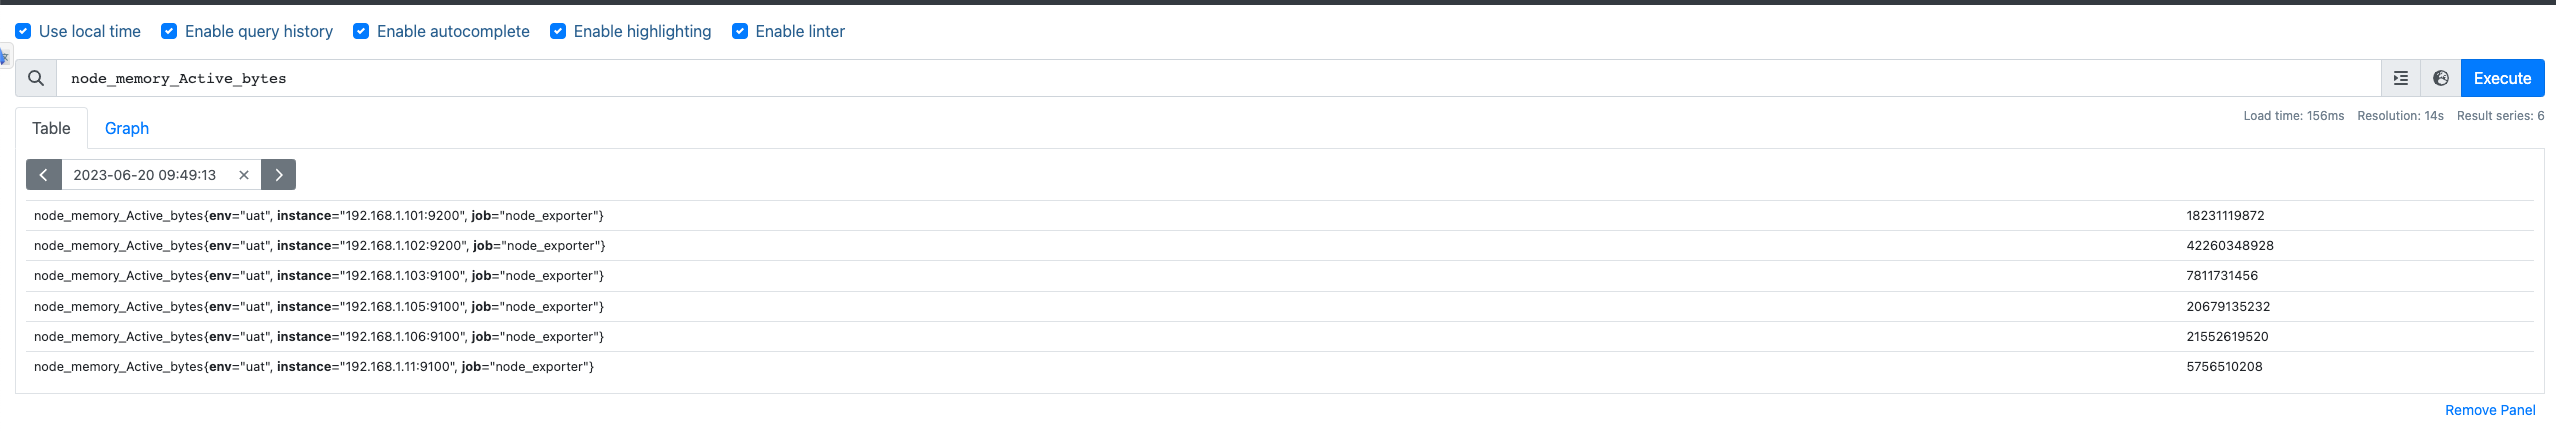 Use local time Enable query history Enable autocomplete Enable highlighting Enable linter
node_memory_Active_bytes Execute
Table Graph Load time: 156ms Resolution: 14s Result series: 6
2023-06-20 09:49:13
node_memory_Active_bytes{env="uat", instance="192.168.1.101:9200", job="node_exporter"} 18231119872
node_memory_Active_bytes{env="uat", instance="192.168.1.102:9200", job="node_exporter"} 42260348928
node_memory_Active_bytes{env="uat", instance="192.168.1.103:9100", job="node_exporter"} 7811731456
node_memory_Active_bytes{env="uat", instance="192.168.1.105:9100", job="node_exporter"} 20679135232
node_memory_Active_bytes{env="uat", instance="192.168.1.106:9100", job="node_exporter"} 21552619520
node_memory_Active_bytes{env="uat", instance="192.168.1.11:9100", job="node_exporter"} 5756510208
Remove Panel